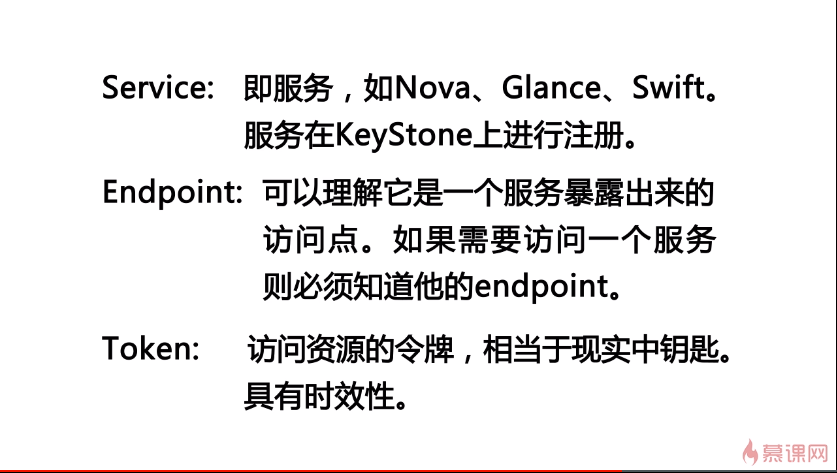 Service: 即服务，如Nova、Glance、Swift。
服务在KeyStone上进行注册。
Endpoint: 可以理解它是一个服务暴露出来的
访问点。如果需要访问一个服务
则必须知道他的endpoint。
Token: 访问资源的令牌，相当于现实中钥匙。
具有时效性。
慕课网